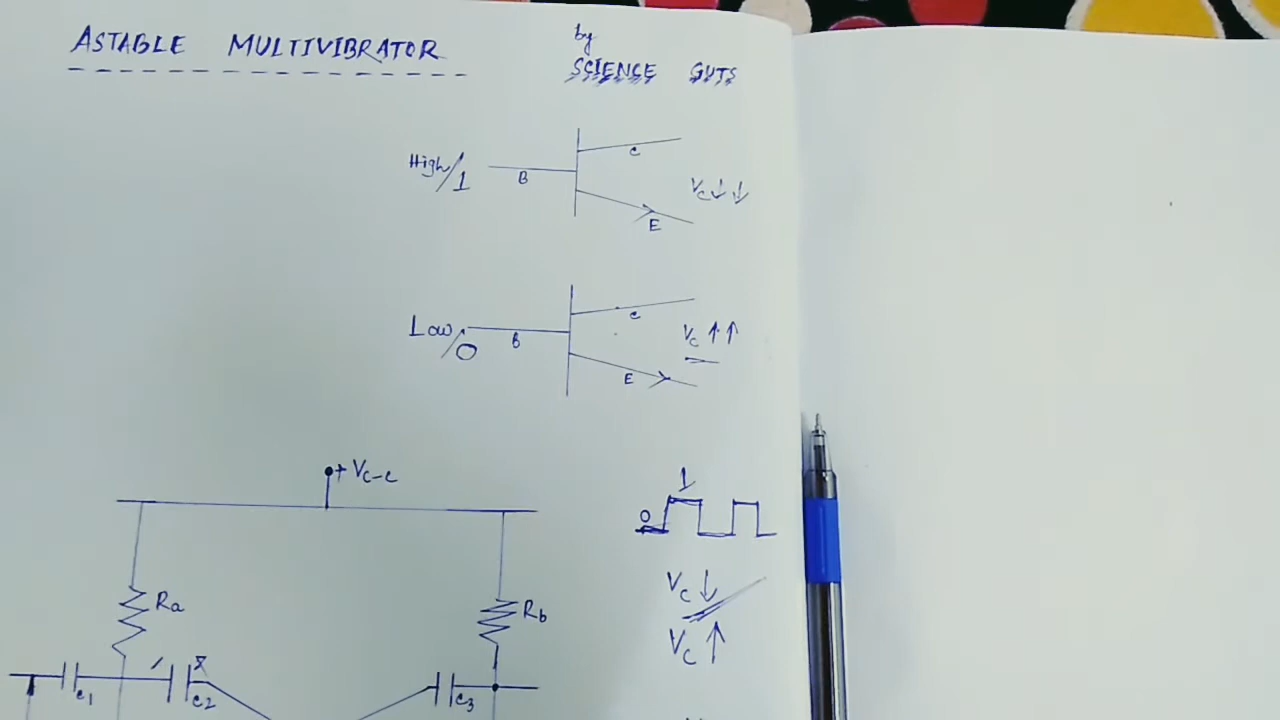 ASTABLE MULTIVIBRATOR
by
SCIENCE GUTS
High/1
B
C
E
Vc↓↓
Low/0
B
C
E
Vc↑↑
+Vc-c
0 1
Ra
Rb
Vc↓
Vc↑
C1
C2
C3